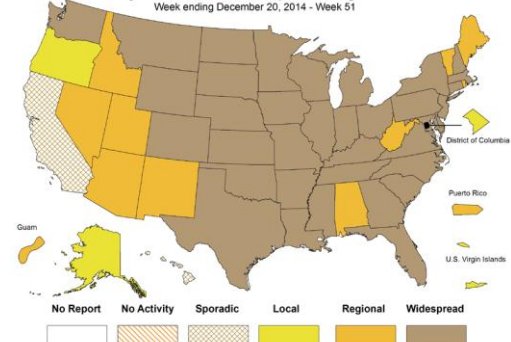 Week ending December 20, 2014 - Week 51
District of Columbia
Puerto Rico
Guam
U.S. Virgin Islands
No Report No Activity Sporadic Local Regional Widespread